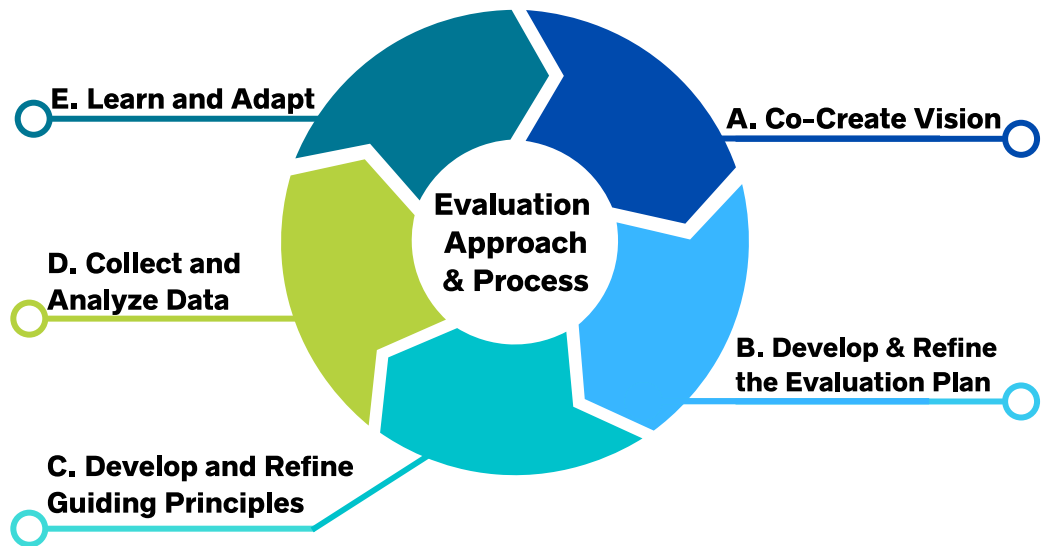 Evaluation
Approach
& Process
A. Co-Create Vision
B. Develop & Refine
the Evaluation Plan
C. Develop and Refine
Guiding Principles
D. Collect and
Analyze Data
E. Learn and Adapt